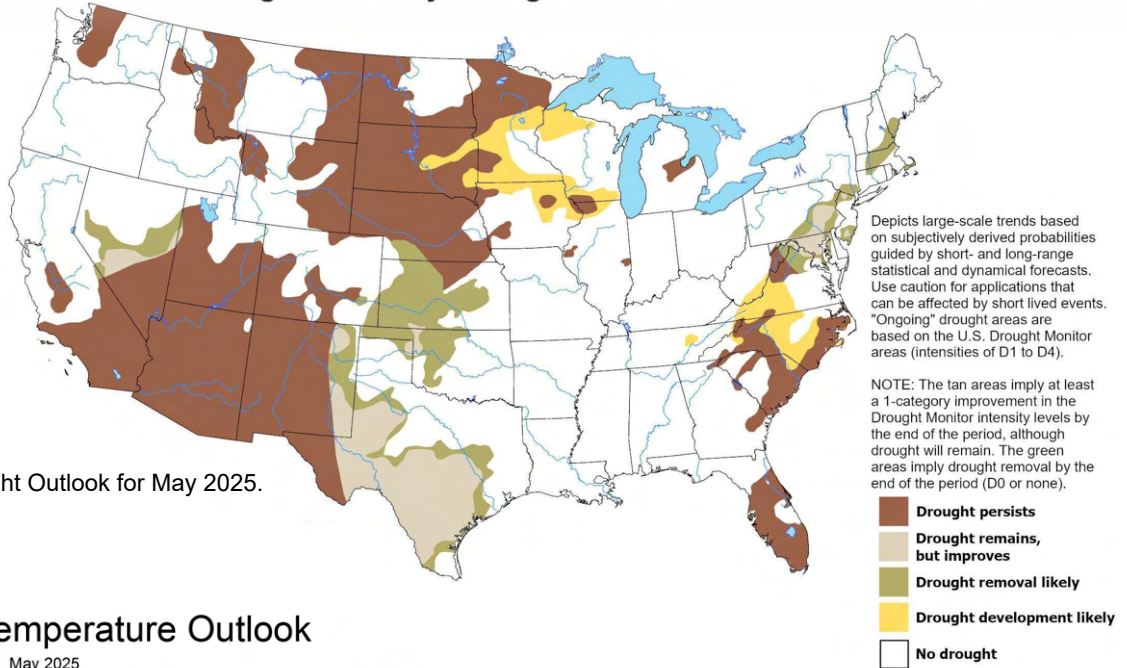 Depicts large-scale trends based
on subjectively derived probabilities
guided by short- and long-range
statistical and dynamical forecasts.
Use caution for applications that
can be affected by short lived events.
"Ongoing" drought areas are
based on the U.S. Drought Monitor
areas (intensities of D1 to D4).
NOTE: The tan areas imply at least
a 1-category improvement in the
Drought Monitor intensity levels by
the end of the period, although
drought will remain. The green
areas imply drought removal by the
end of the period (D0 or none).
Drought persists
Drought remains,
but improves
Drought removal likely
Drought development likely
No drought
ht Outlook for May 2025.
emperature Outlook
May 2025